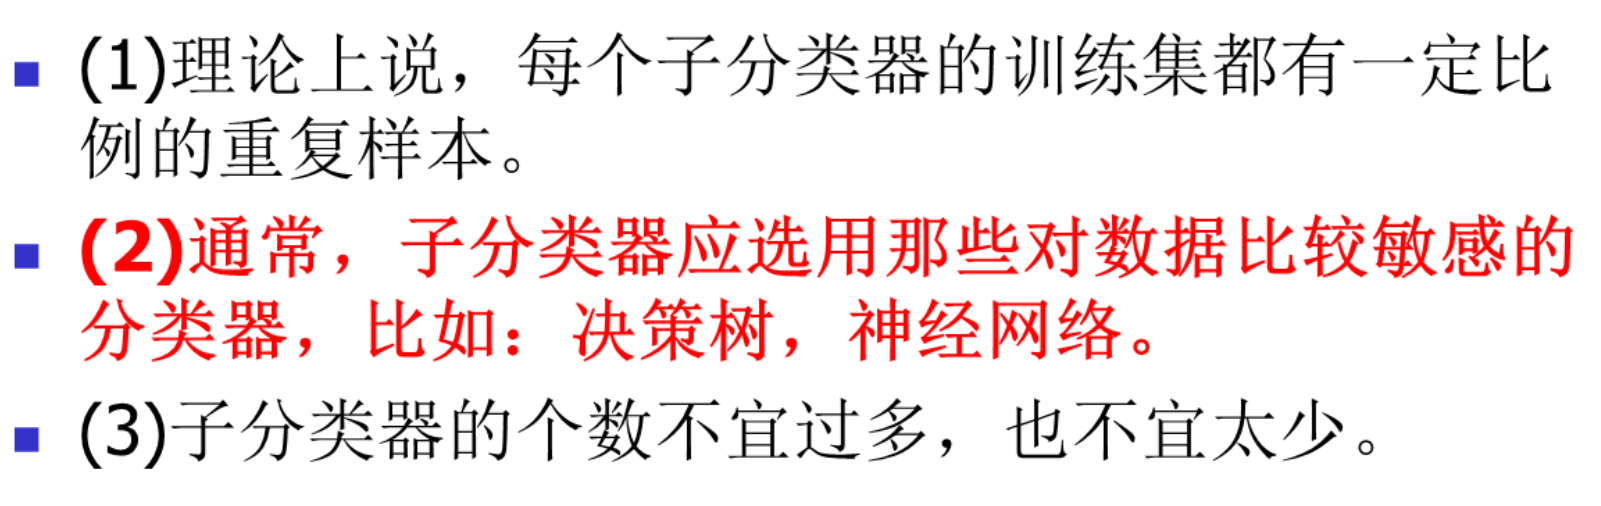 (1)理论上说，每个子分类器的训练集都有一定比
例的重复样本。
(2)通常，子分类器应选用那些对数据比较敏感的
分类器，比如：决策树，神经网络。
(3)子分类器的个数不宜过多，也不宜太少。